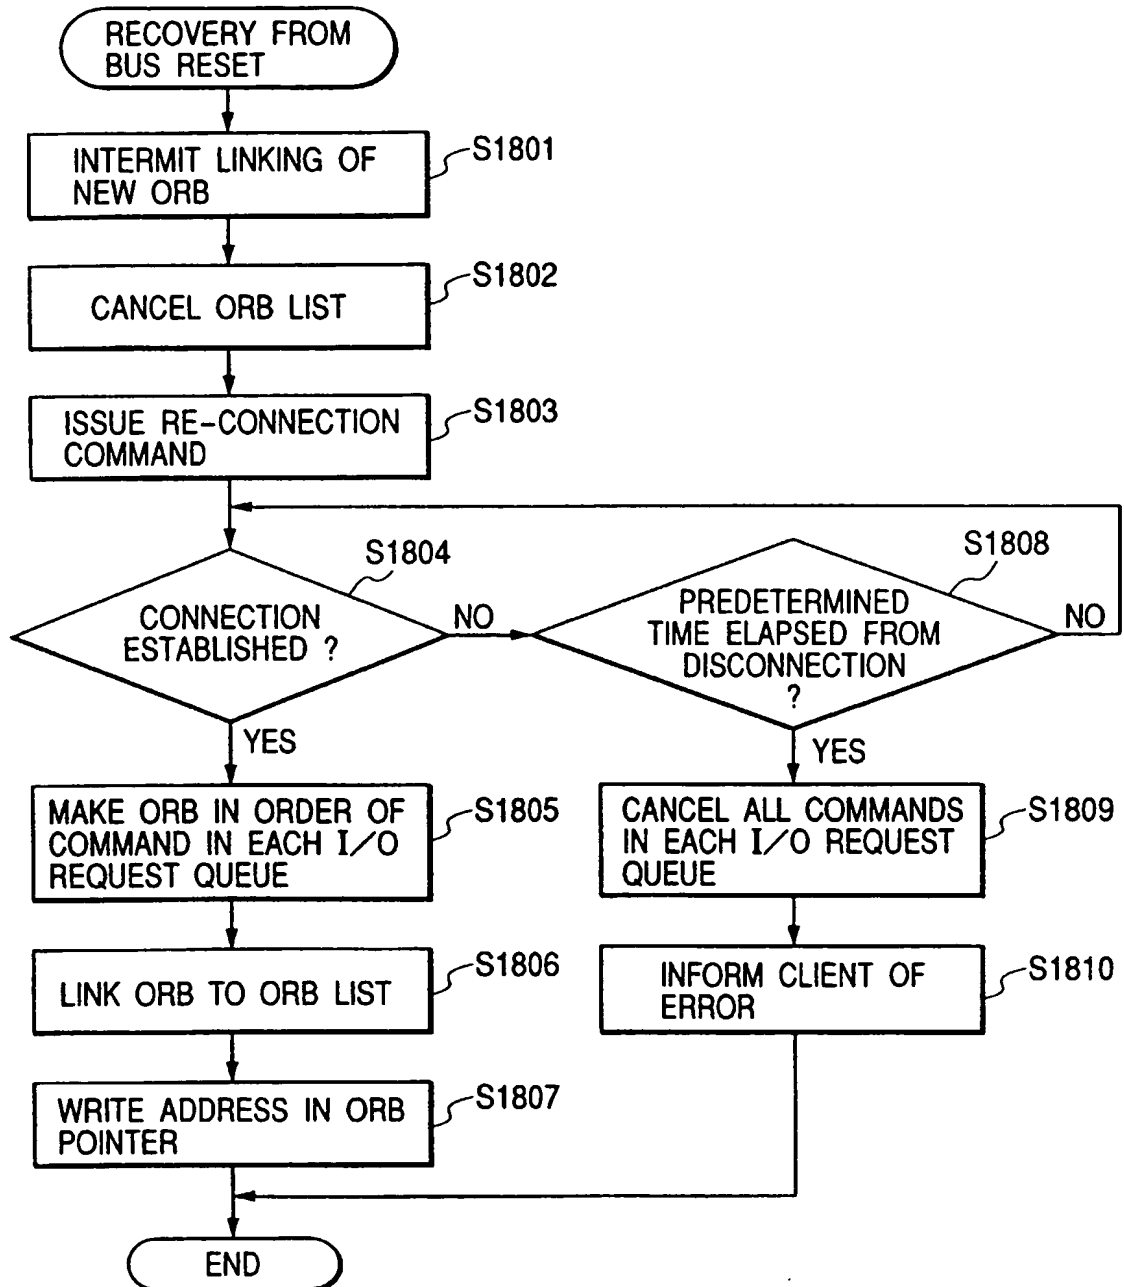 RECOVERY FROM
BUS RESET
INTERMIT LINKING OF
NEW ORB
S1801
CANCEL ORB LIST
S1802
ISSUE RE-CONNECTION
COMMAND
S1803
CONNECTION
ESTABLISHED ?
S1804
NO
YES
PREDETERMINED
TIME ELAPSED FROM
DISCONNECTION
?
S1808
NO
YES
MAKE ORB IN ORDER OF
COMMAND IN EACH I/O
REQUEST QUEUE
S1805
CANCEL ALL COMMANDS
IN EACH I/O REQUEST
QUEUE
S1809
LINK ORB TO ORB LIST
S1806
INFORM CLIENT OF
ERROR
S1810
WRITE ADDRESS IN ORB
POINTER
S1807
END